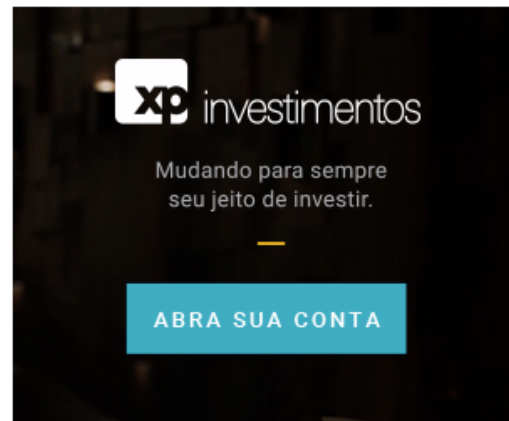 xp investimentos
Mudando para sempre
seu jeito de investir.
ABRA SUA CONTA